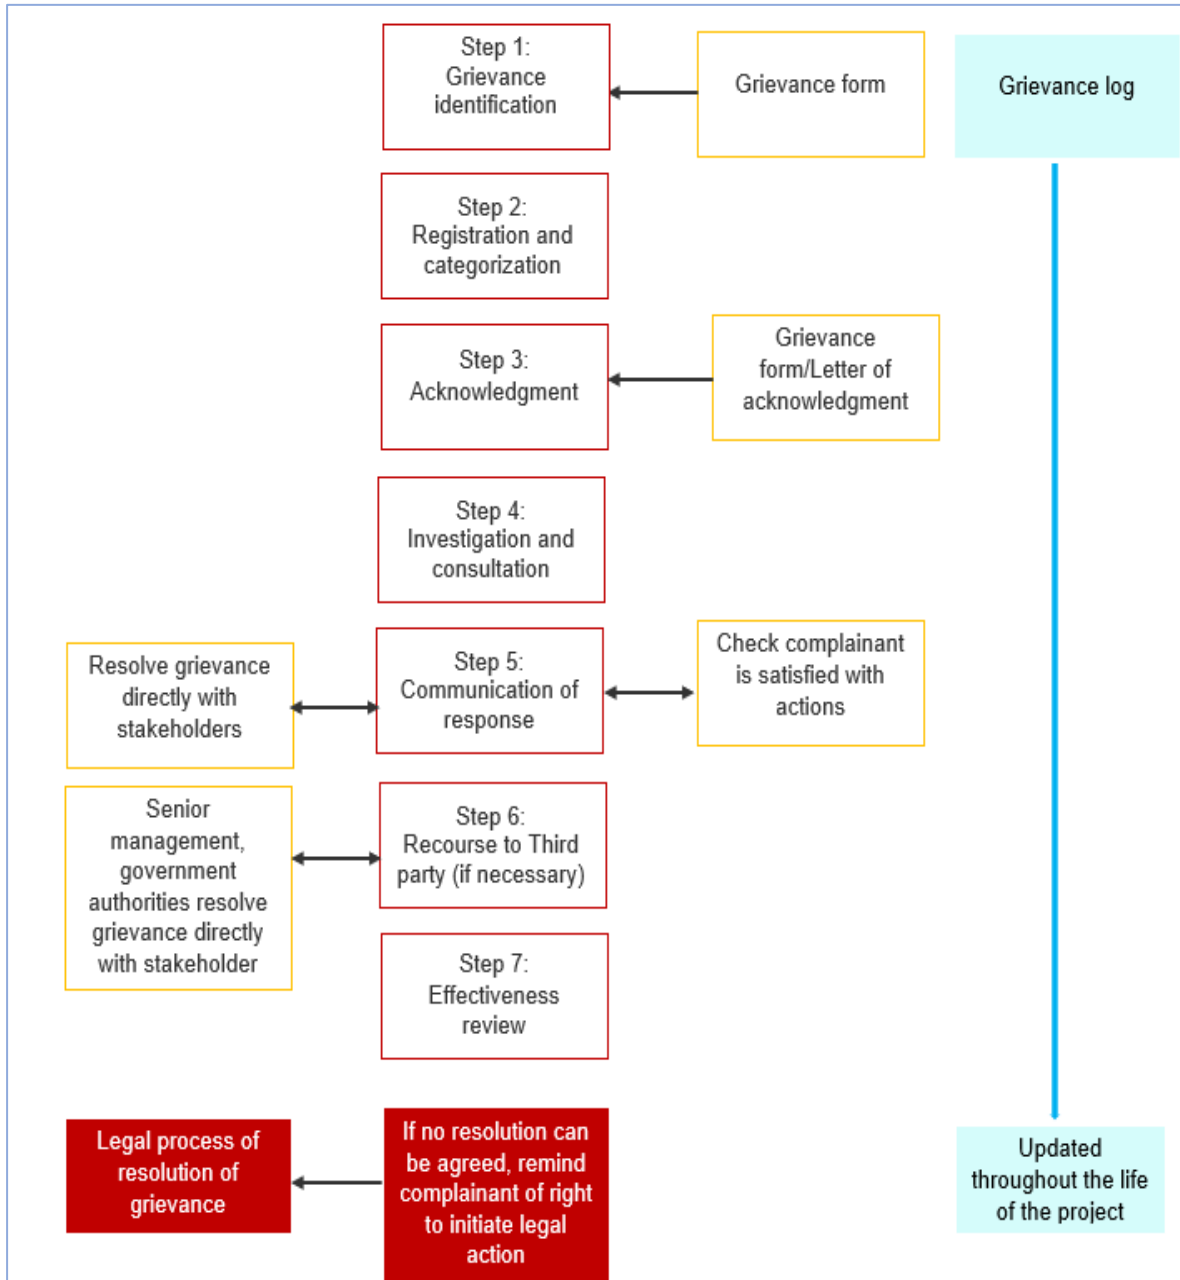 Step 1:
Grievance
identification
Grievance form
Grievance log
Step 2:
Registration and
categorization
Step 3:
Acknowledgment
Grievance
form/Letter of
acknowledgment
Step 4:
Investigation and
consultation
Resolve grievance
directly with
stakeholders
Step 5:
Communication of
response
Check complainant
is satisfied with
actions
Senior
management,
government
authorities resolve
grievance directly
with stakeholder
Step 6:
Recourse to Third
party (if necessary)
Step 7:
Effectiveness
review
Legal process of
resolution of
grievance
If no resolution can
be agreed, remind
complainant of right
to initiate legal
action
Updated
throughout the life
of the project